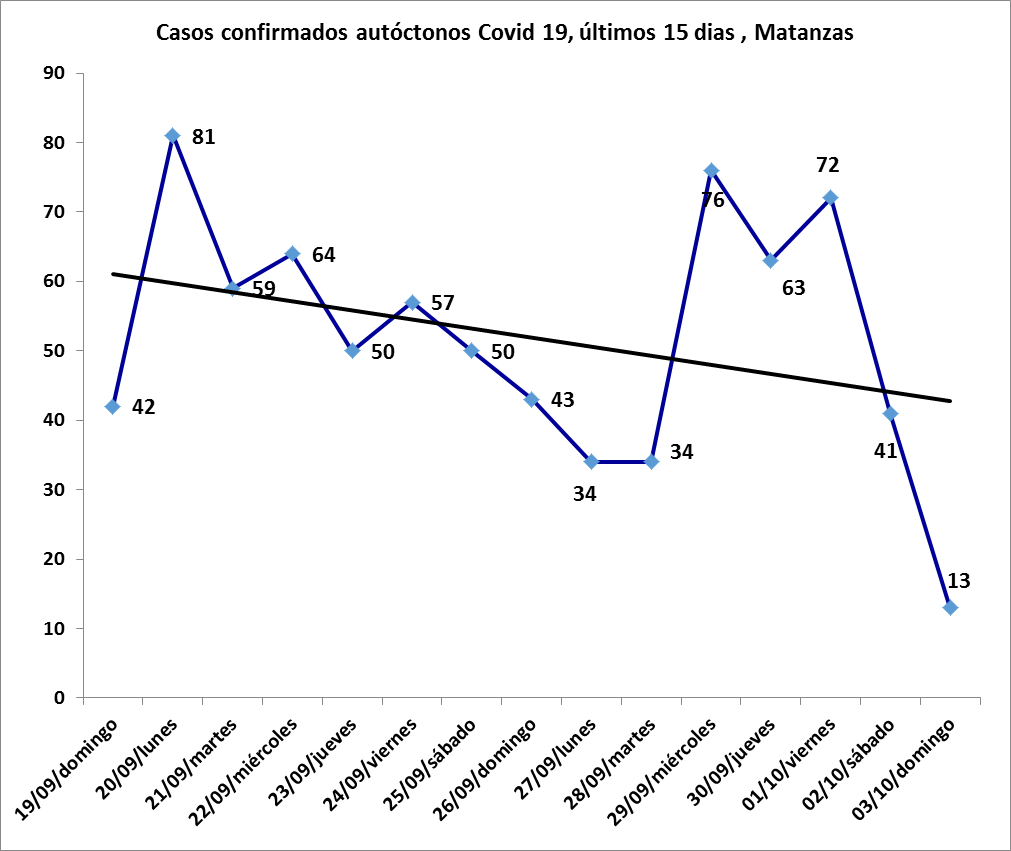 Casos confirmados autóctonos Covid 19, últimos 15 dias , Matanzas
90
80
70
60
50
40
30
20
10
0
42
81
59
64
50
57
50
43
34
34
76
63
72
41
13
19/09/domingo
20/09/lunes
21/09/martes
22/09/miércoles
23/09/jueves
24/09/viernes
25/09/sábado
26/09/domingo
27/09/lunes
28/09/martes
29/09/miércoles
30/09/jueves
01/10/viernes
02/10/sábado
03/10/domingo